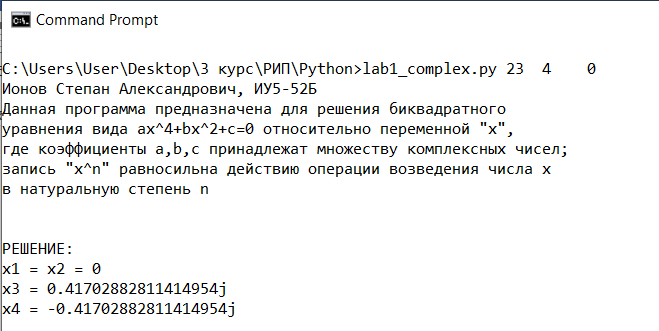 Command Prompt
C:\Users\User\Desktop\3 курс\РИП\Python>lab1_complex.py 23  4    0
Ионов Степан Александрович, ИУ5-52Б
Данная программа предназначена для решения биквадратного
уравнения вида ax^4+bx^2+c=0 относительно переменной "x",
где коэффициенты a,b,c принадлежат множеству комплексных чисел;
запись "x^n" равносильна действию операции возведения числа x
в натуральную степень n
РЕШЕНИЕ:
x1 = x2 = 0
x3 = 0.41702882811414954j
x4 = -0.41702882811414954j